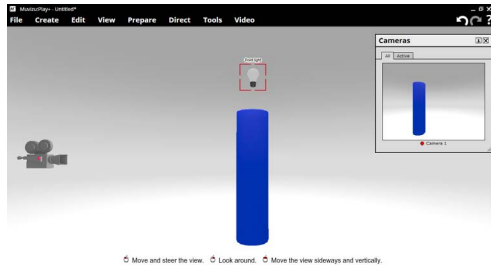 MuvizuPlay+ - Untitled*
File Create Edit View Prepare Direct Tools Video
?
Cameras
All Active
Camera 1
Move and steer the view. Look around. Move the view sideways and vertically.